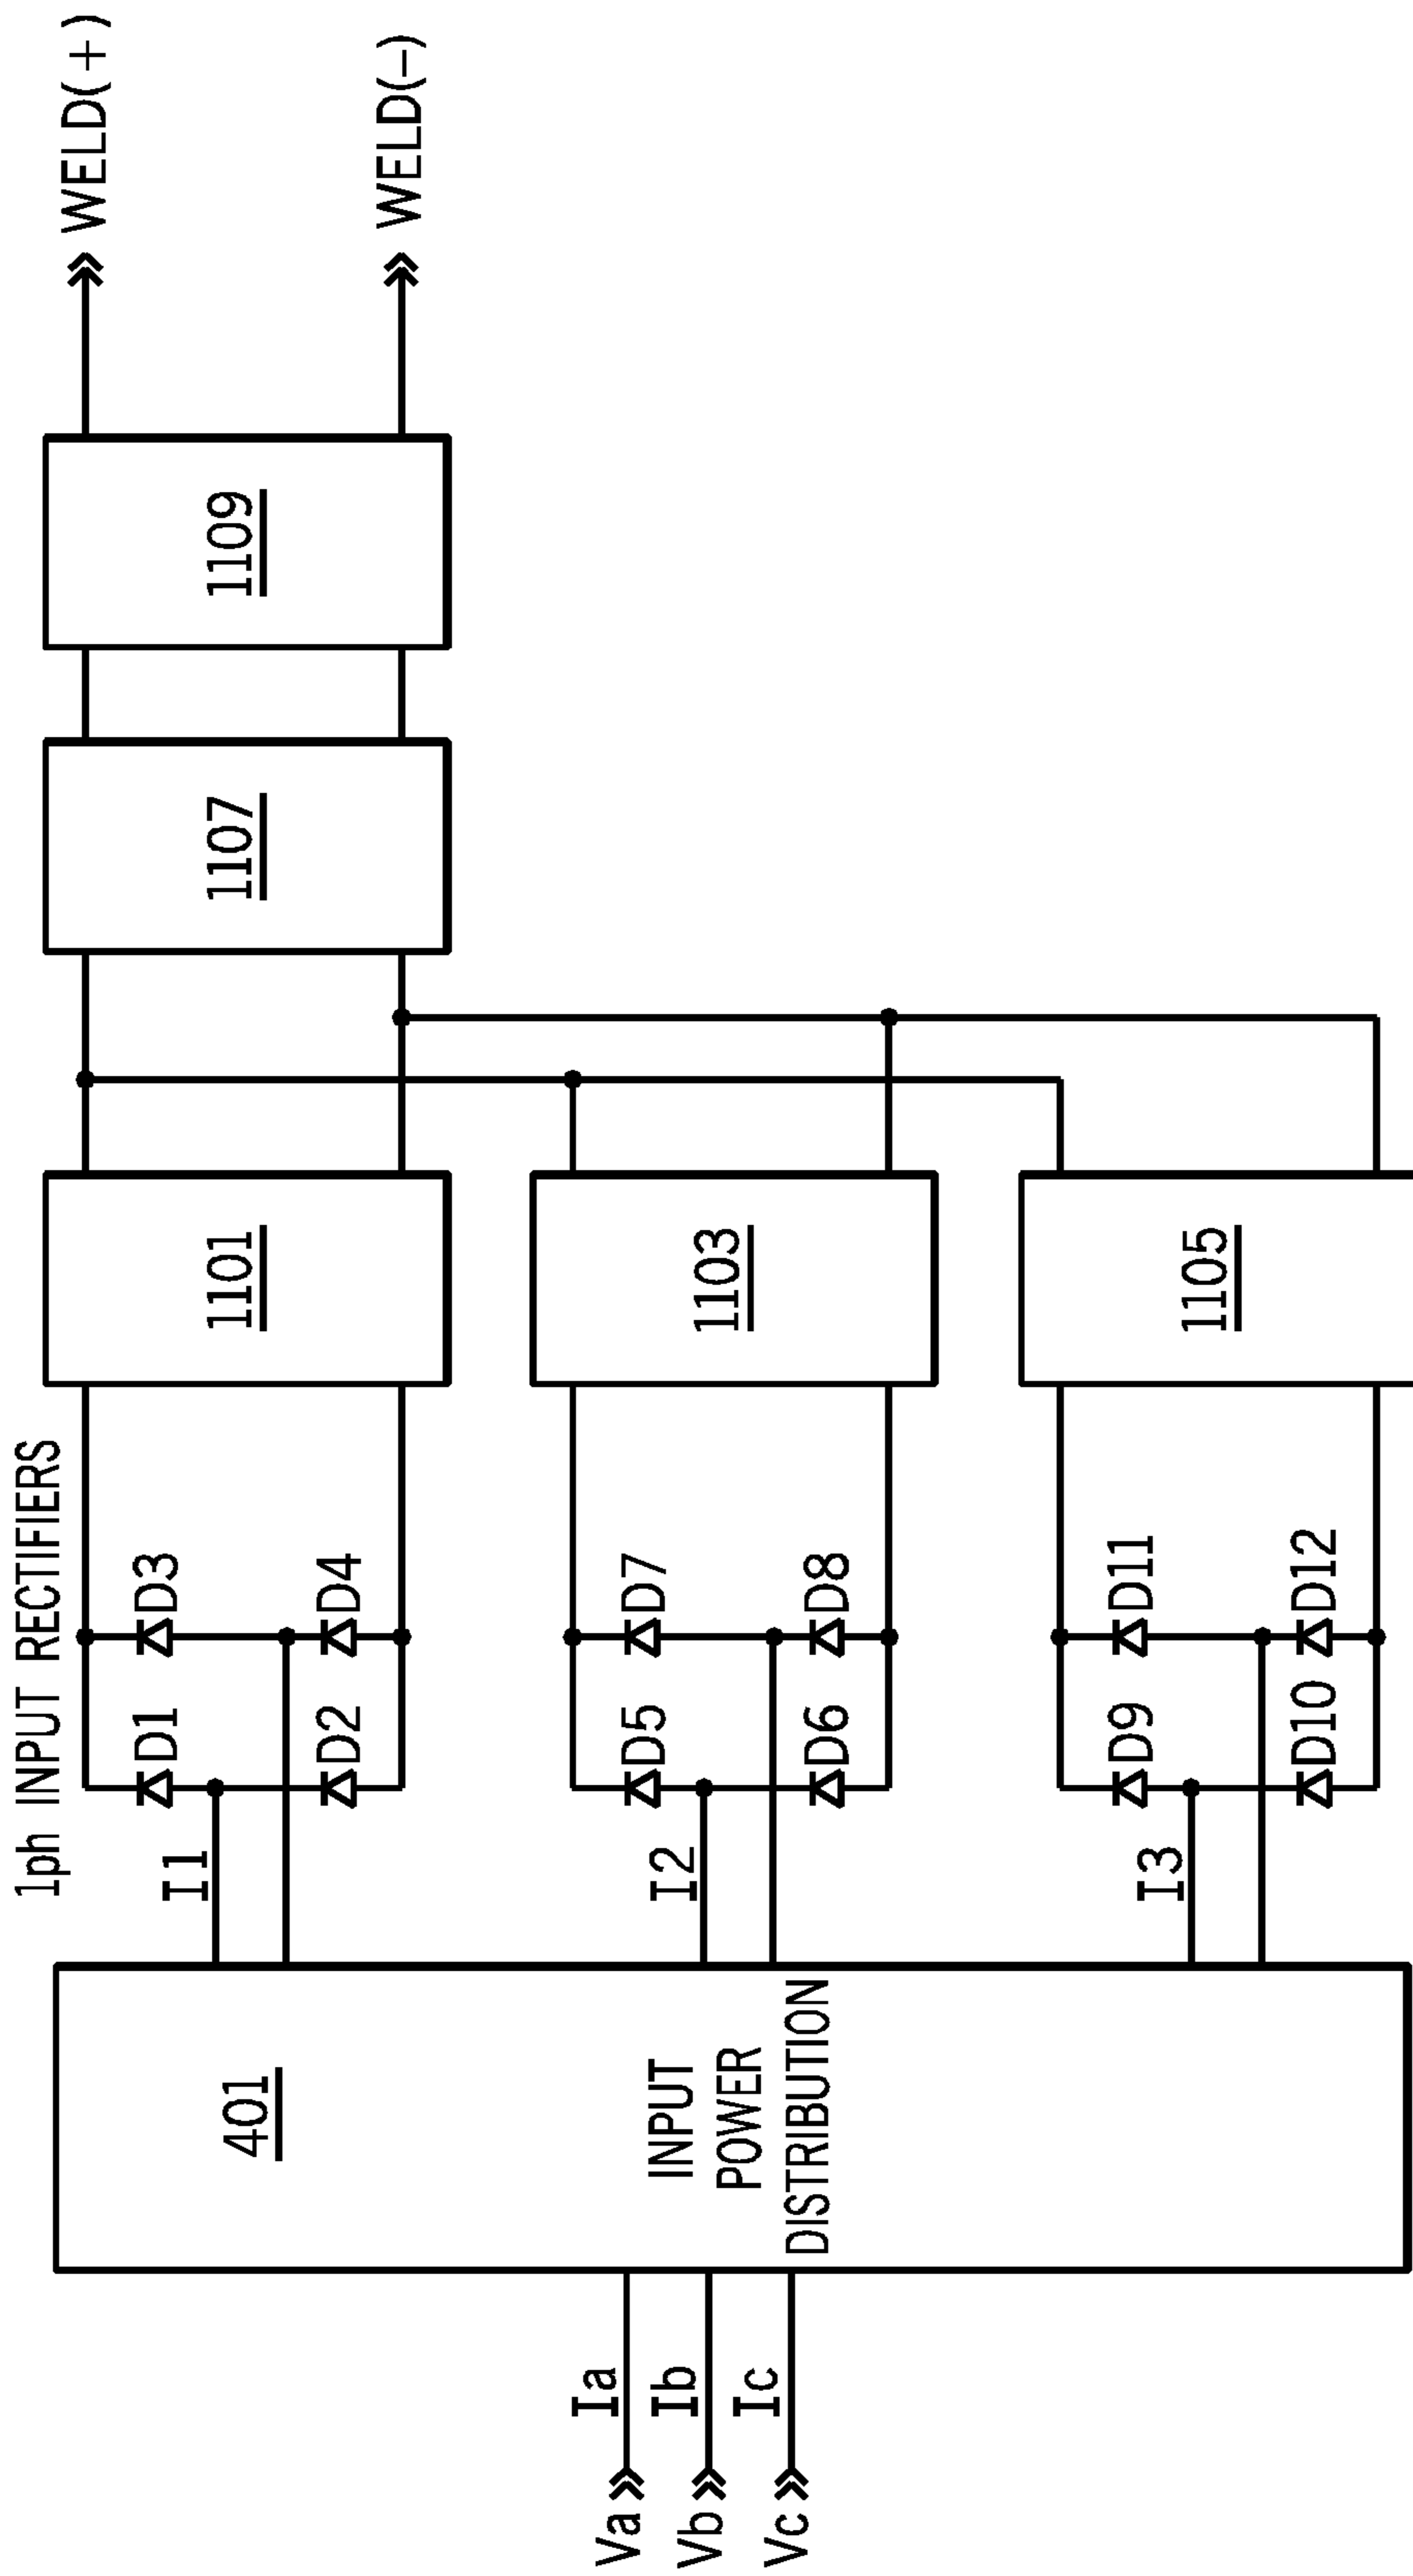 1ph INPUT RECTIFIERS
Va
Ia
Vb
Ib
Vc
Ic
401
INPUT
POWER
DISTRIBUTION
I1
D1
D3
D2
D4
1101
1107
1109
WELD(+)
WELD(−)
I2
D5
D7
D6
D8
1103
I3
D9
D11
D10
D12
1105